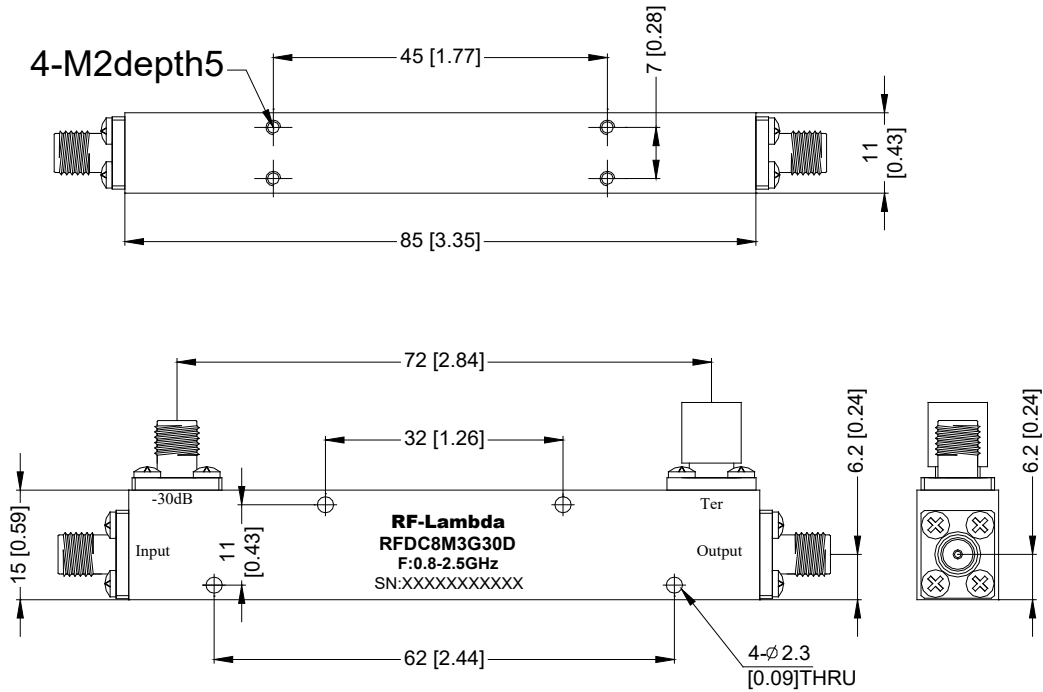 4-M2depth5
45 [1.77]
7 [0.28]
11
[0.43]
85 [3.35]
72 [2.84]
32 [1.26]
6.2 [0.24]
6.2 [0.24]
15 [0.59]
-30dB
Ter
11
[0.43]
RF-Lambda
RFDC8M3G30D
F:0.8-2.5GHz
SN:XXXXXXXXXXX
Input
Output
62 [2.44]
4-⌀2.3
[0.09]THRU